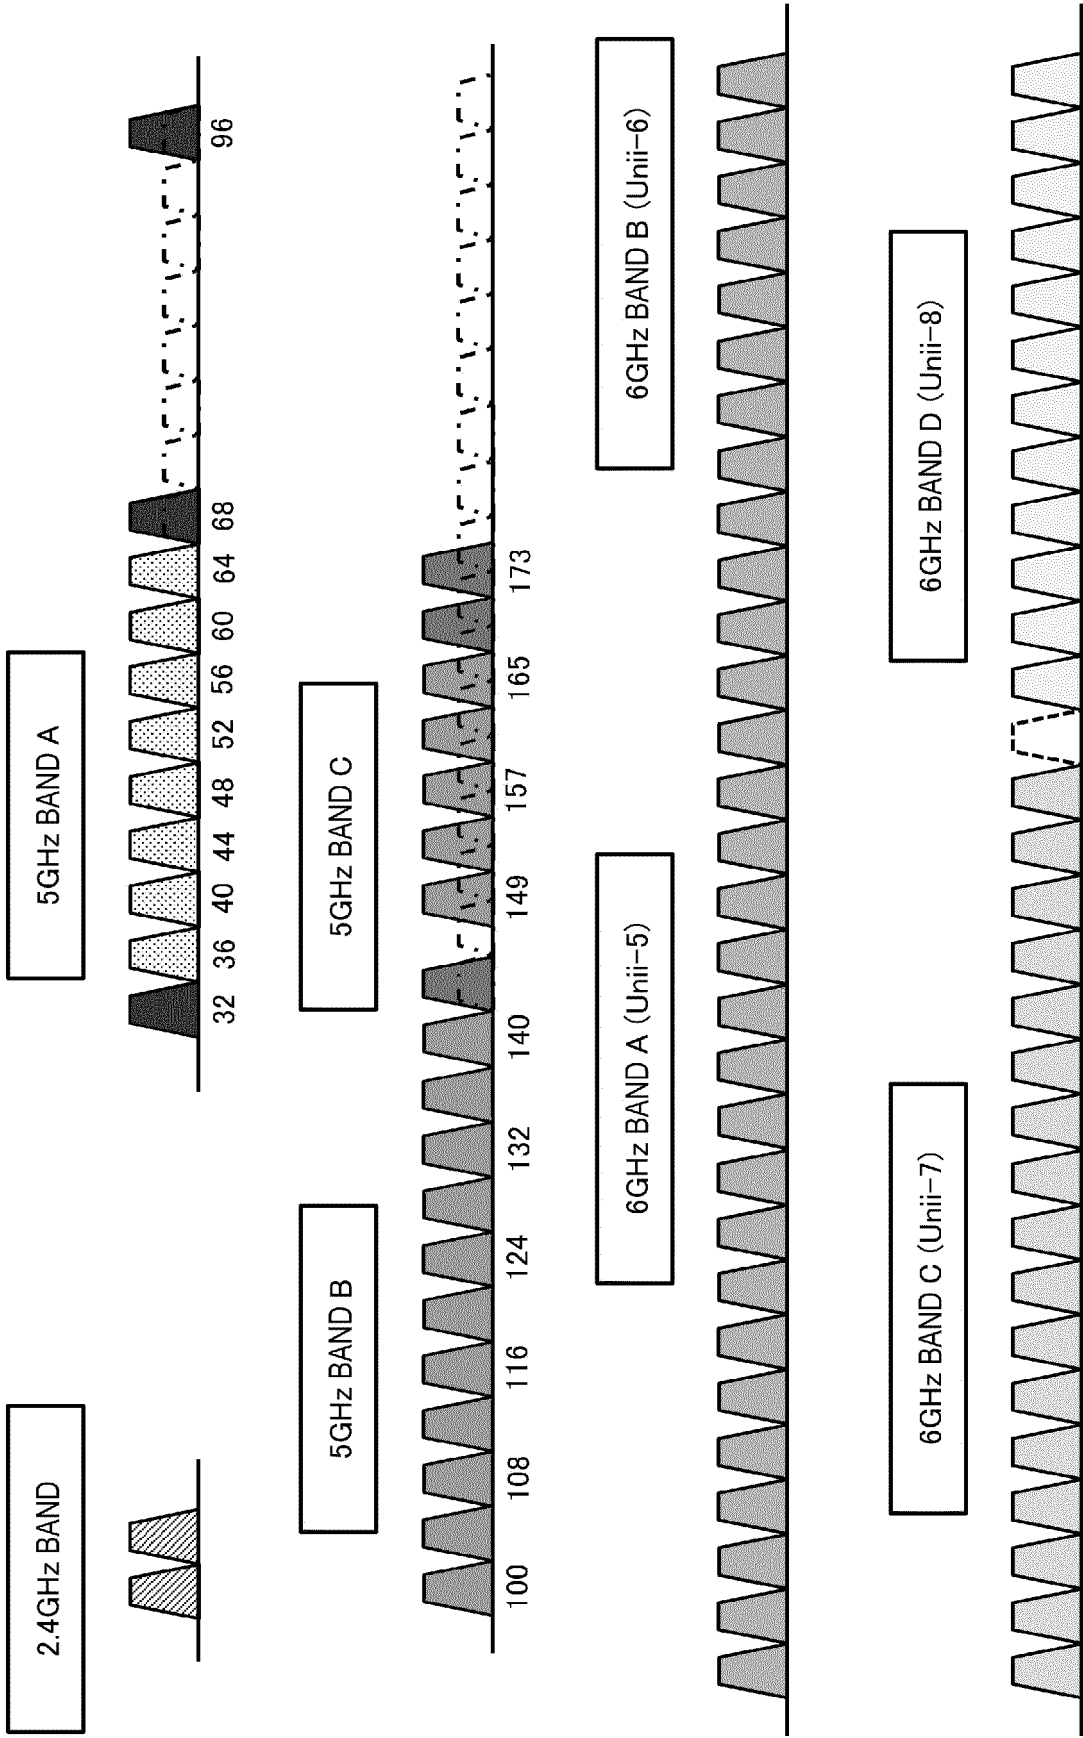 2.4GHz BAND
5GHz BAND A
32 36 40 44 48 52 56 60 64 68 96
5GHz BAND B
5GHz BAND C
100 108 116 124 132 140 149 157 165 173
6GHz BAND A (Unii-5)
6GHz BAND B (Unii-6)
6GHz BAND C (Unii-7)
6GHz BAND D (Unii-8)